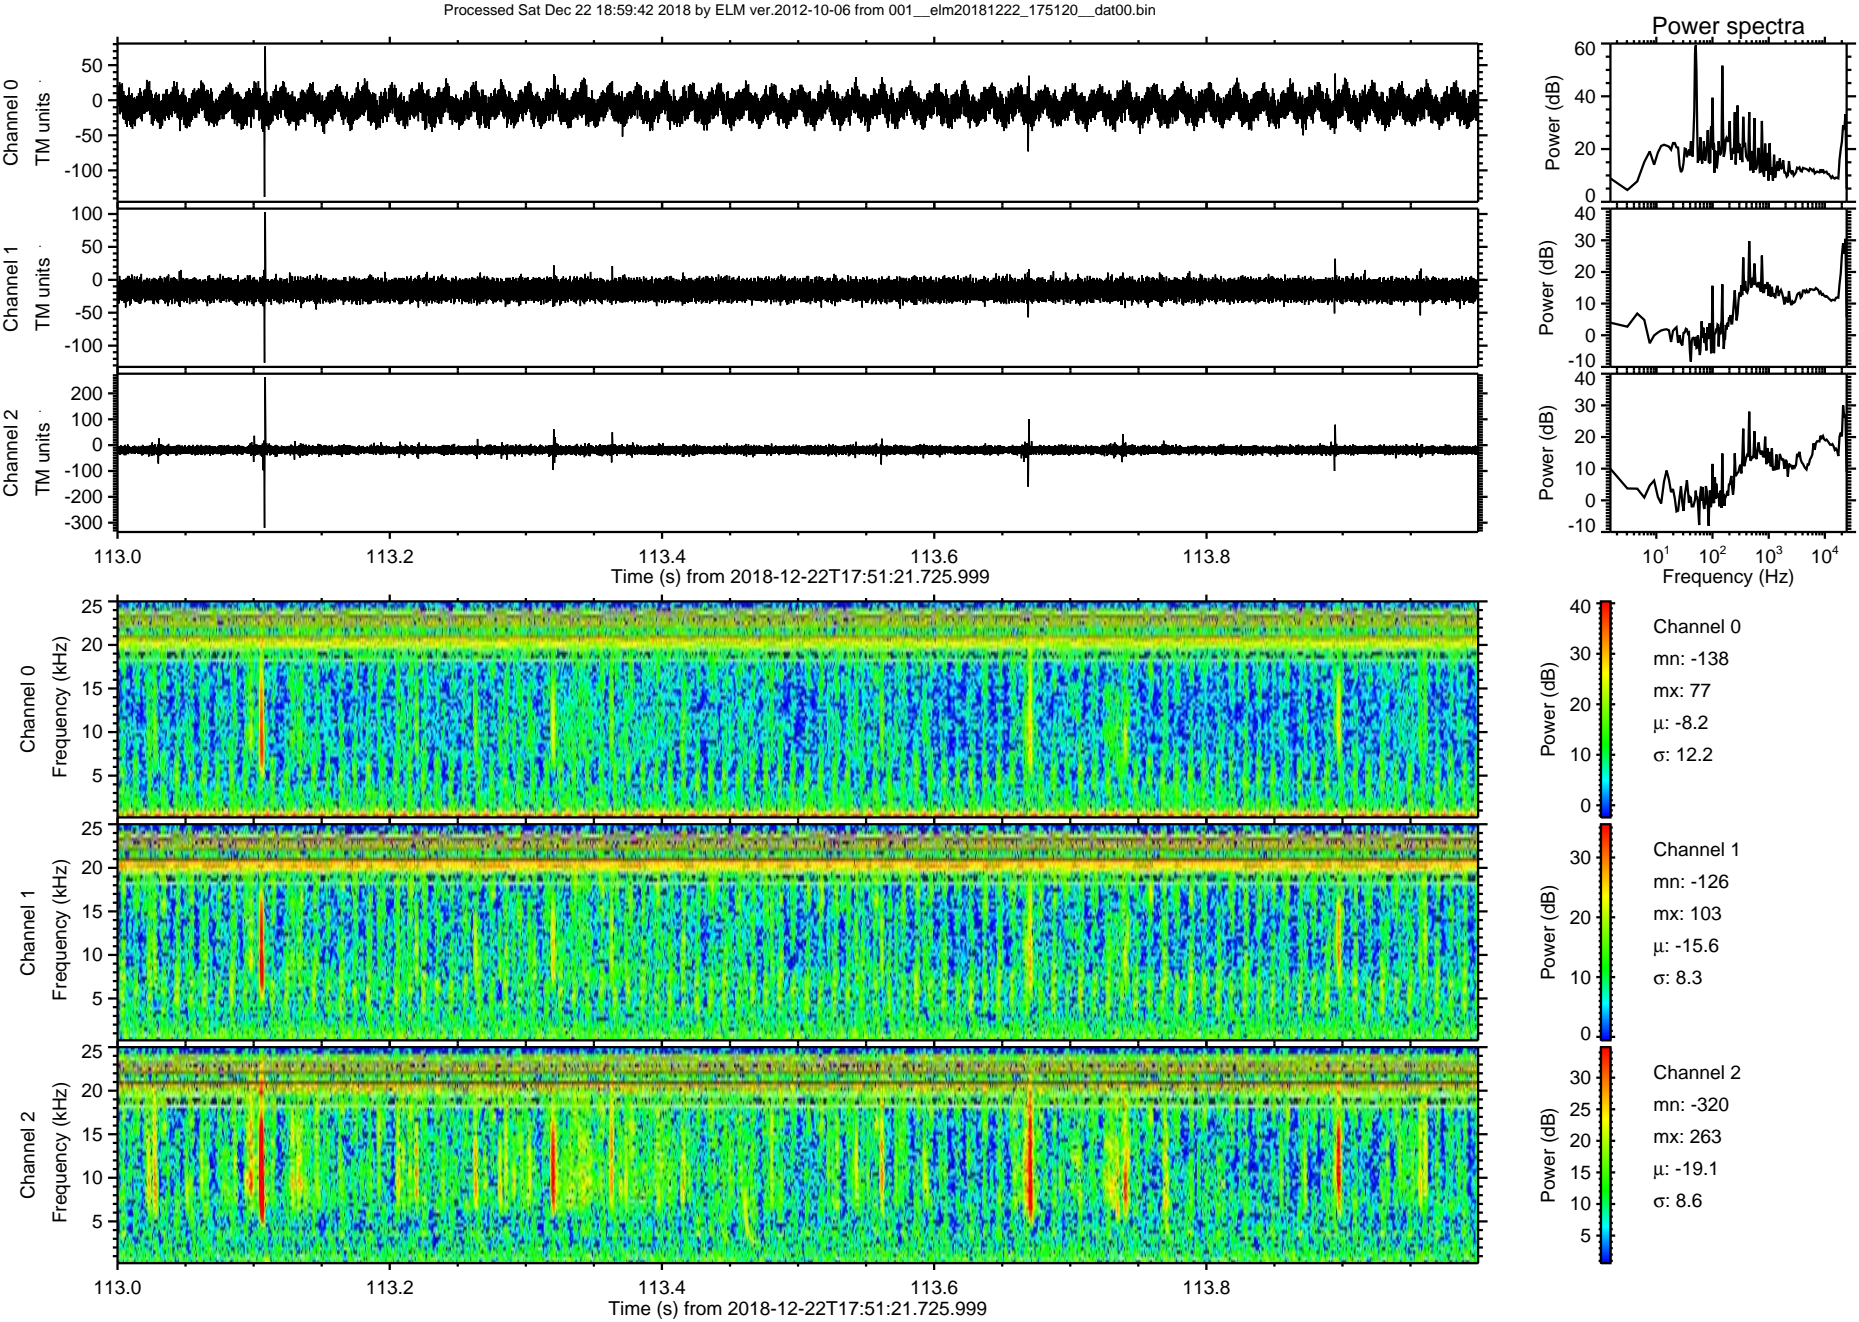 Processed Sat Dec 22 18:59:42 2018 by ELM ver.2012-10-06 from 001__elm20181222_175120__dat00.bin
Power spectra
Channel 0
TM units
50
0
-50
-100
Power (dB)
60
40
20
0
Channel 1
TM units
100
50
0
-50
-100
Power (dB)
40
30
20
10
0
-10
Channel 2
TM units
200
100
0
-100
-200
-300
Power (dB)
40
30
20
10
0
-10
113.0 113.2 113.4 113.6 113.8
Time (s) from 2018-12-22T17:51:21.725.999
10¹ 10² 10³ 10⁴
Frequency (Hz)
Channel 0
Frequency (kHz)
25
20
15
10
5
Power (dB)
40
30
20
10
0
Channel 0
mn: -138
mx: 77
μ: -8.2
σ: 12.2
Channel 1
Frequency (kHz)
25
20
15
10
5
Power (dB)
30
20
10
0
Channel 1
mn: -126
mx: 103
μ: -15.6
σ: 8.3
Channel 2
Frequency (kHz)
25
20
15
10
5
Power (dB)
30
25
20
15
10
5
Channel 2
mn: -320
mx: 263
μ: -19.1
σ: 8.6
113.0 113.2 113.4 113.6 113.8
Time (s) from 2018-12-22T17:51:21.725.999